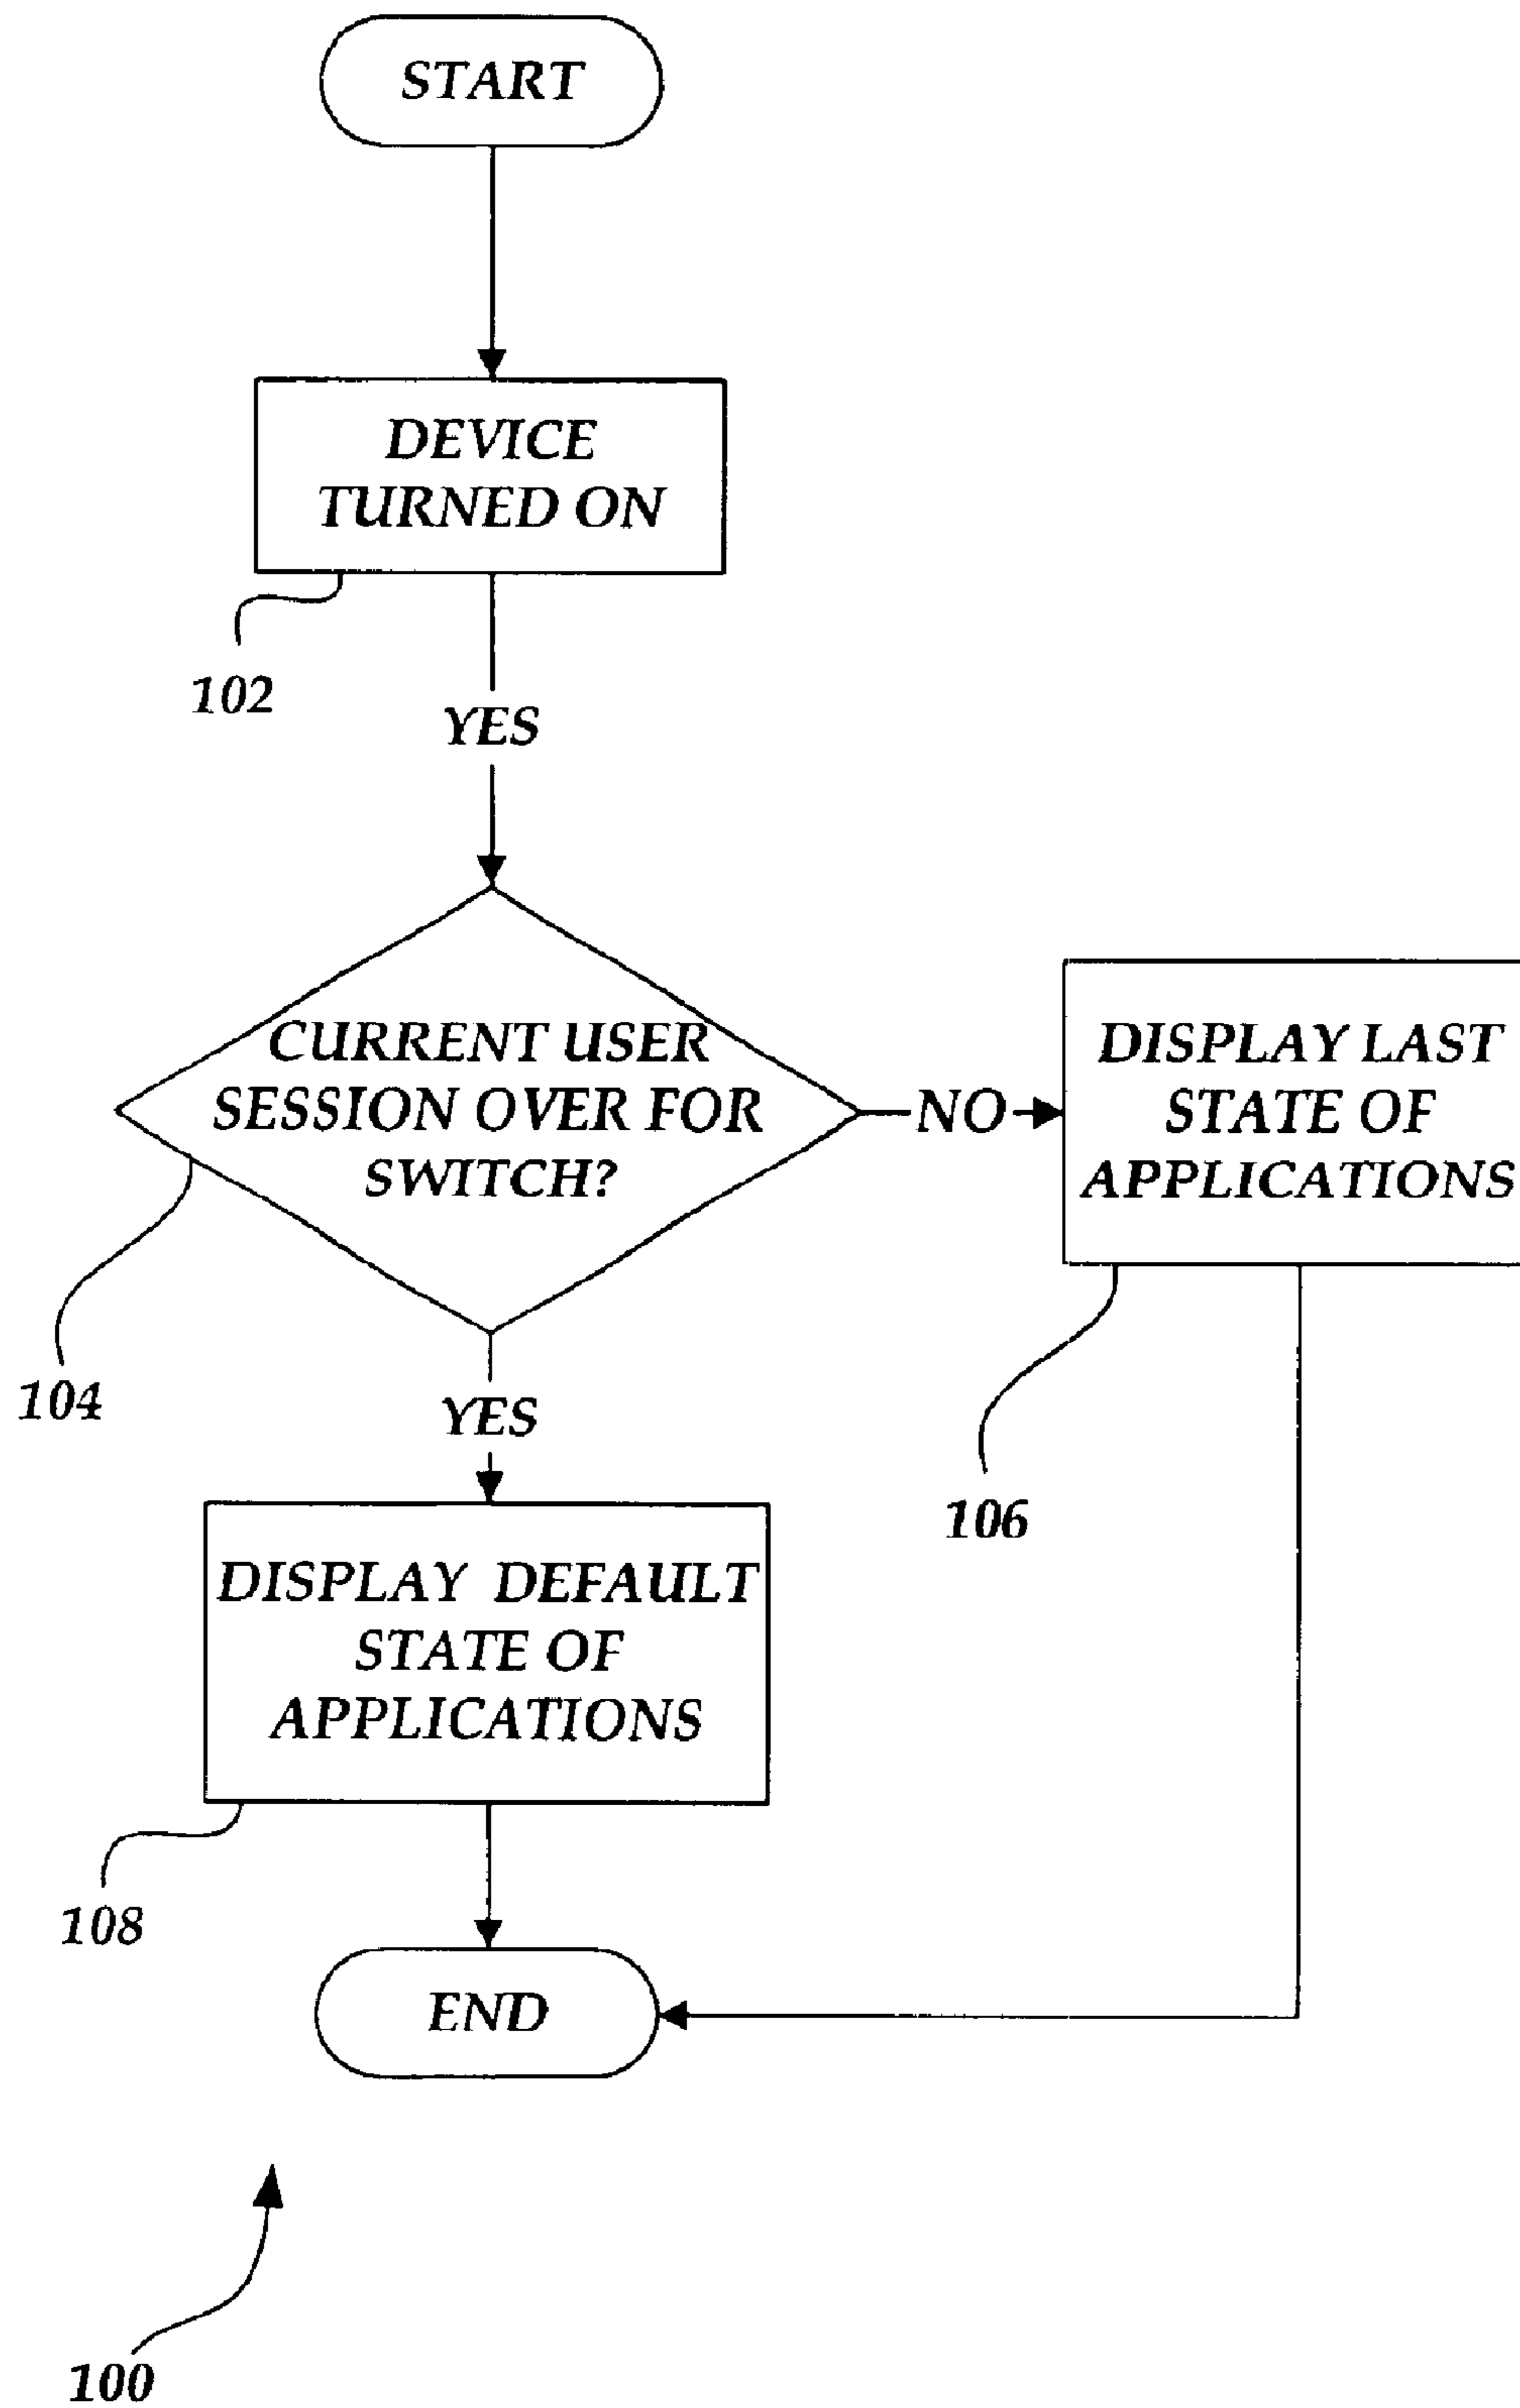 START
DEVICE
TURNED ON
102
YES
CURRENT USER
SESSION OVER FOR
SWITCH?
104
NO
DISPLAY LAST
STATE OF
APPLICATIONS
106
YES
DISPLAY DEFAULT
STATE OF
APPLICATIONS
108
END
100